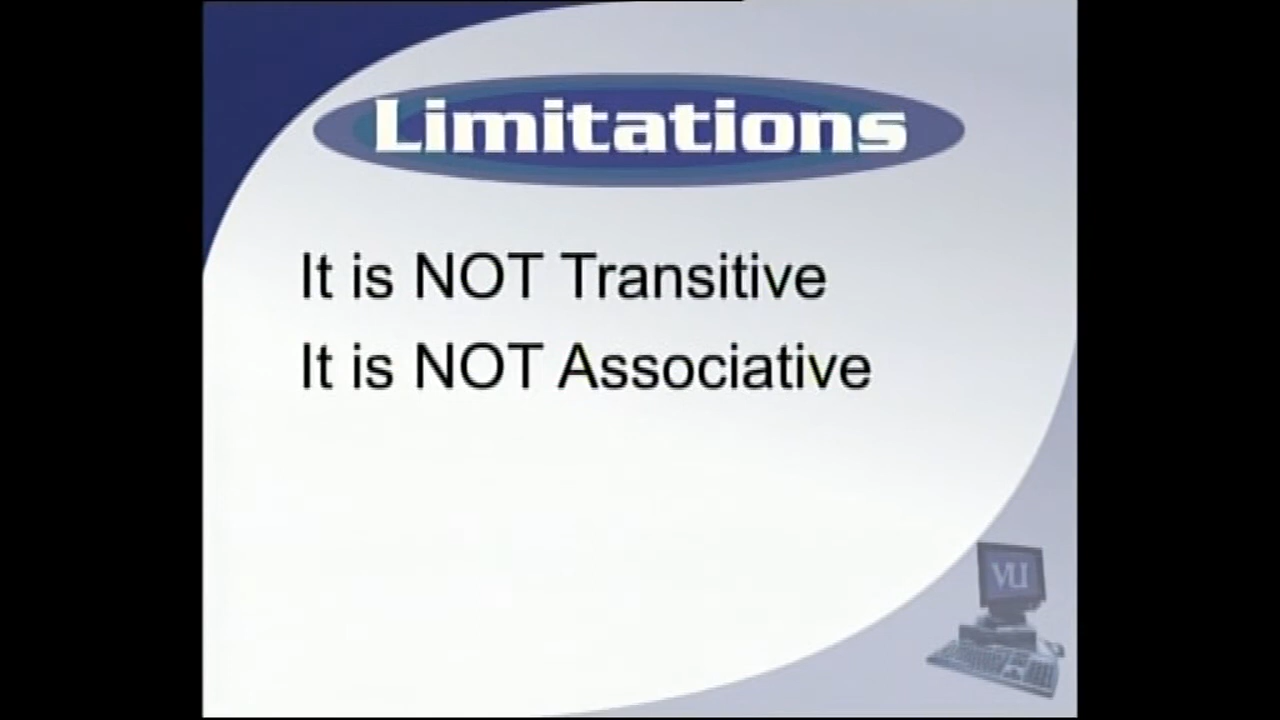 Limitations
It is NOT Transitive
It is NOT Associative
VU